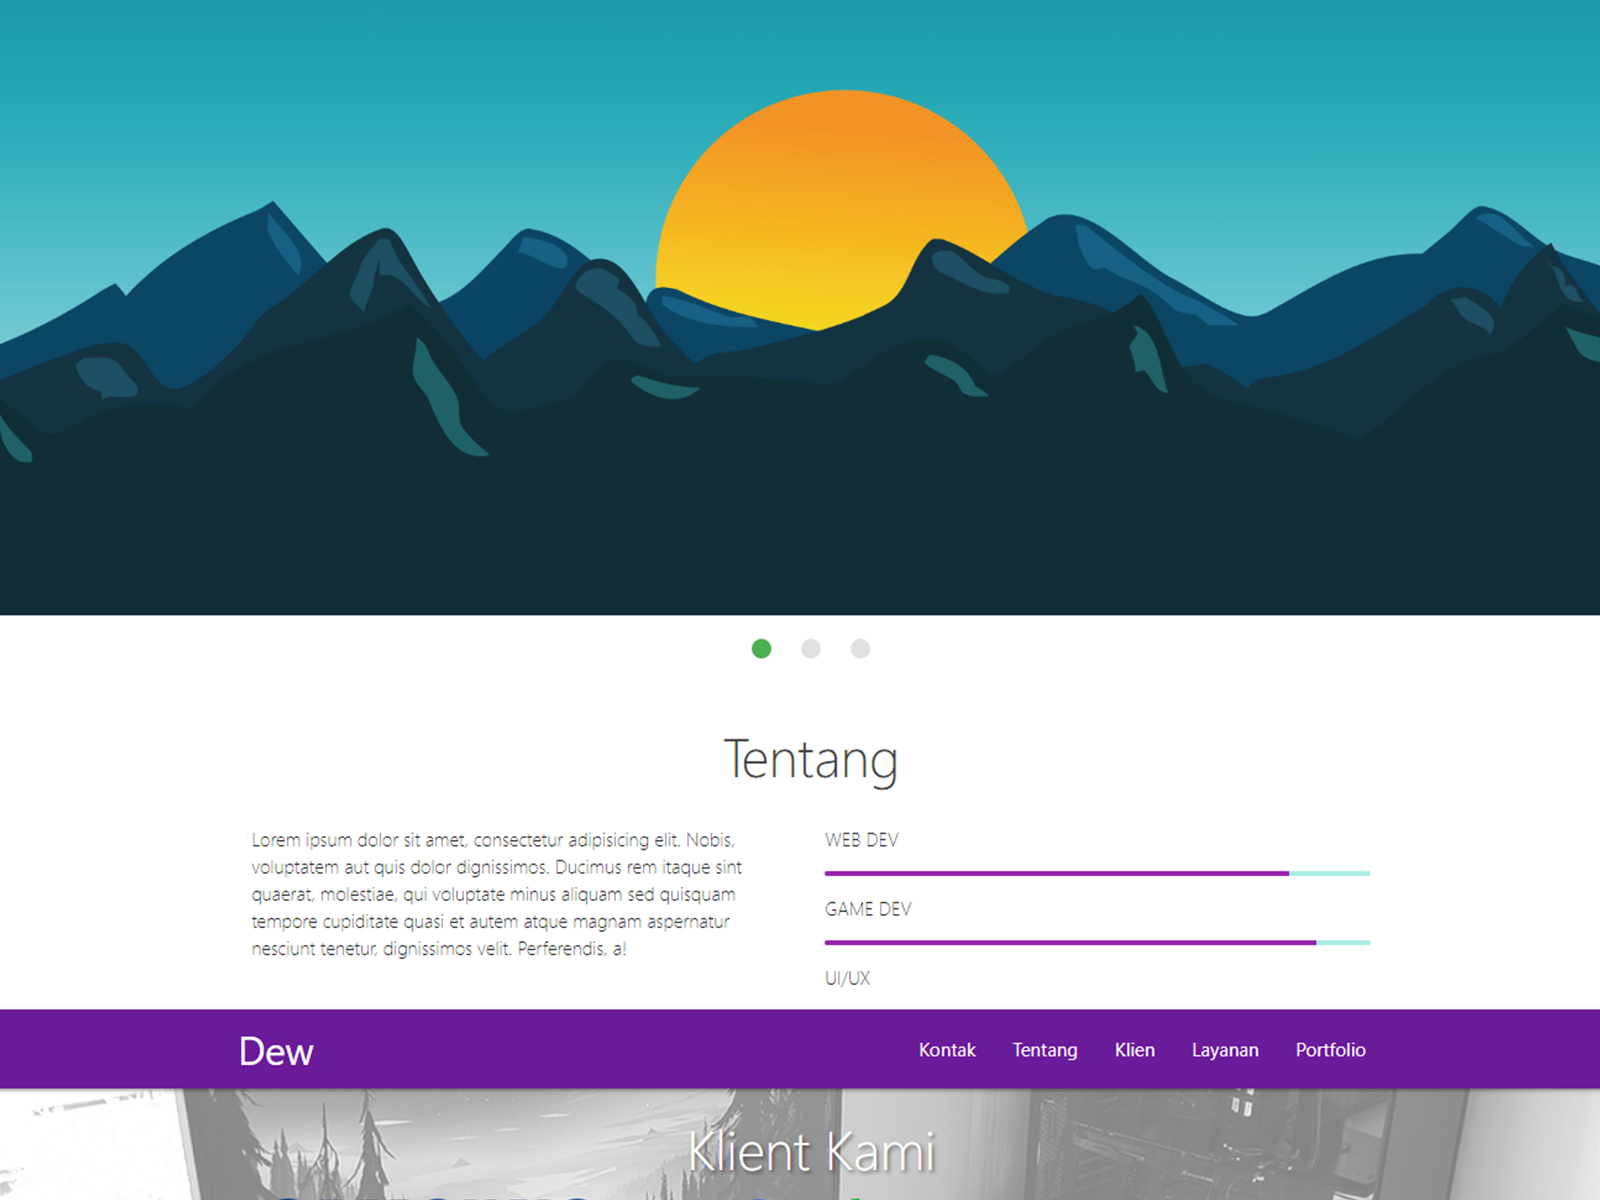 Tentang
Lorem ipsum dolor sit amet, consectetur adipisicing elit. Nobis,
voluptatem aut quis dolor dignissimos. Ducimus rem itaque sint
quaerat, molestiae, qui voluptate minus aliquam sed quisquam
tempore cupiditate quasi et autem atque magnam aspernatur
nesciunt tenetur, dignissimos velit. Perferendis, a!
WEB DEV
GAME DEV
UI/UX
Dew
Kontak
Tentang
Klien
Layanan
Portfolio
Klient Kami